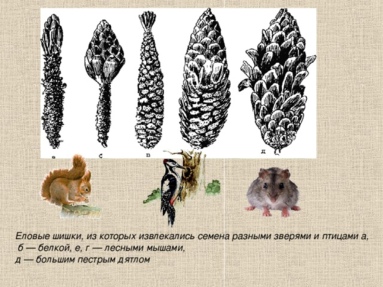 а б в д
Еловые шишки, из которых извлекались семена разными зверями и птицами а,
б — белкой, е, г — лесными мышами,
д — большим пестрым дятлом